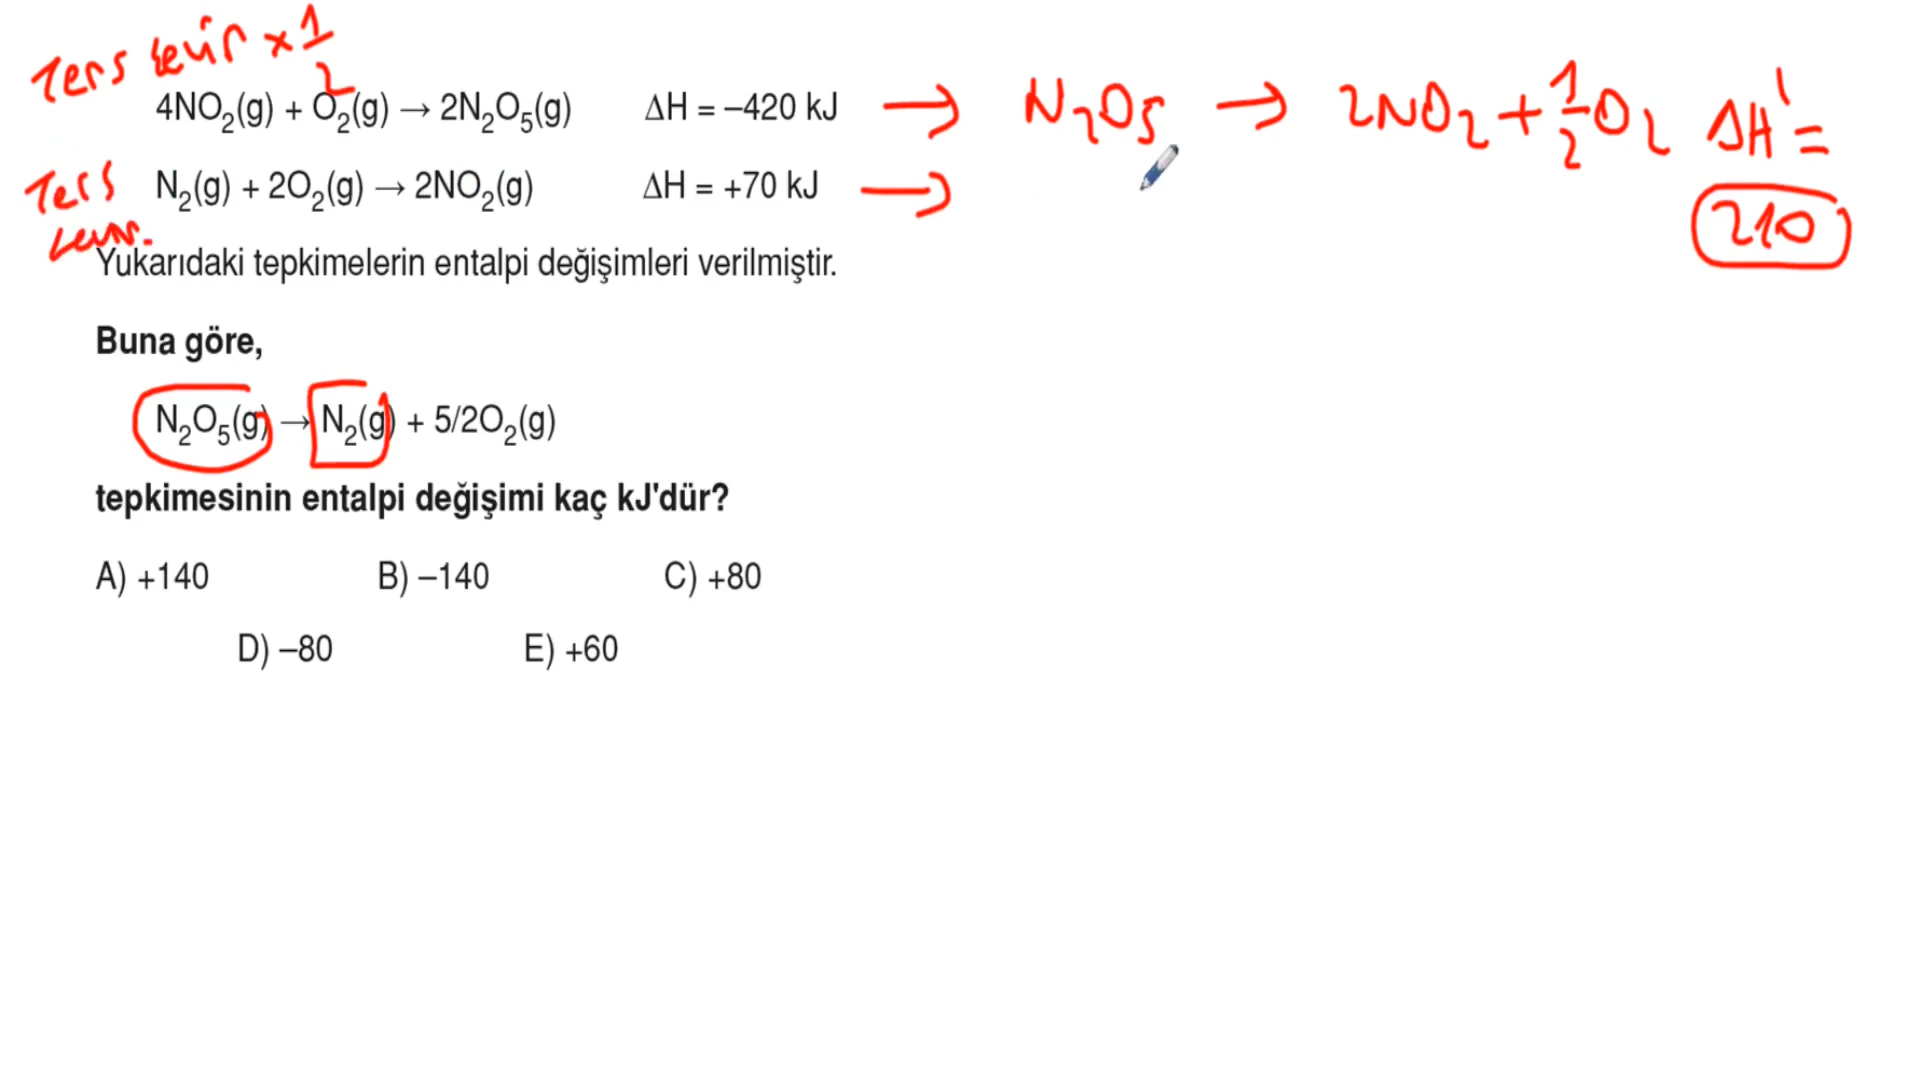 Ters çevir × 1/2
4NO₂(g) + O₂(g) → 2N₂O₅(g) ΔH = –420 kJ → N₂O₅ → 2NO₂ + 1/2 O₂ ΔH' =
Ters N₂(g) + 2O₂(g) → 2NO₂(g) ΔH = +70 kJ →
210
çevir.
Yukarıdaki tepkimelerin entalpi değişimleri verilmiştir.
Buna göre,
N₂O₅(g) → N₂(g) + 5/2O₂(g)
tepkimesinin entalpi değişimi kaç kJ'dür?
A) +140 B) –140 C) +80
D) –80 E) +60